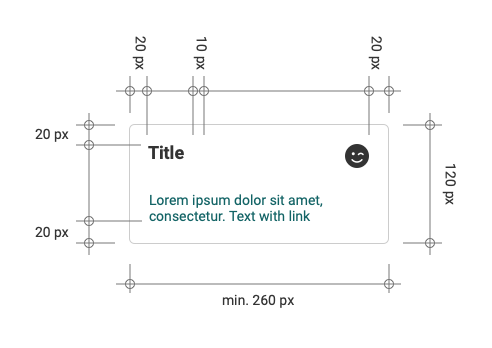 20 px
10 px
20 px
20 px
Title
120 px
Lorem ipsum dolor sit amet,
consectetur. Text with link
20 px
min. 260 px